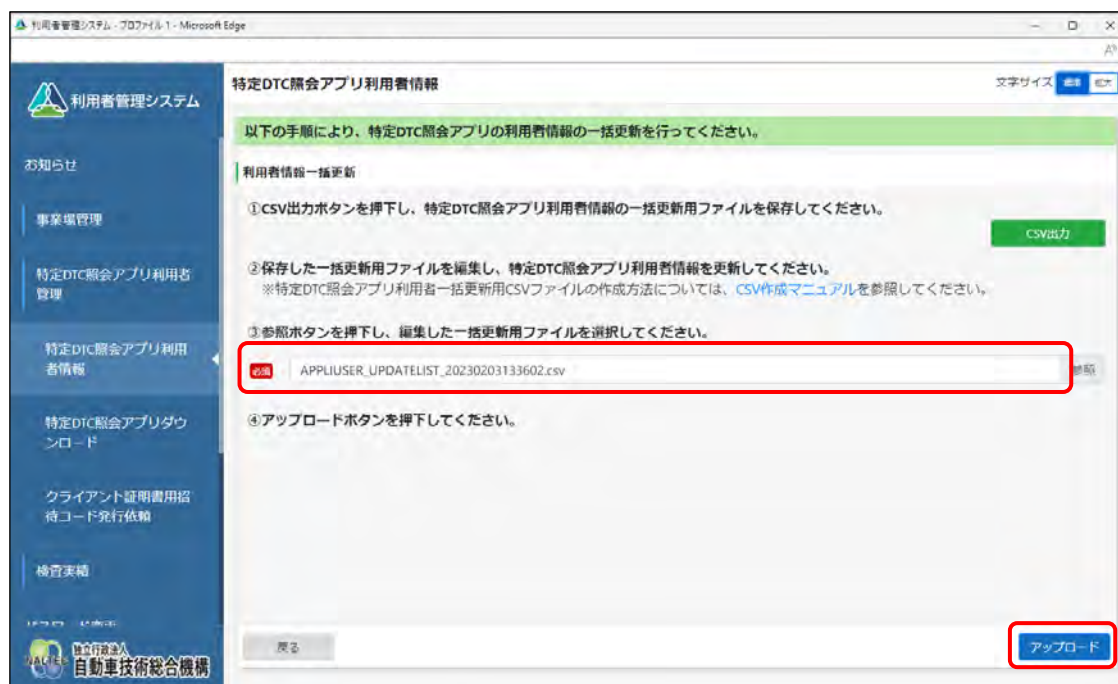 利用者管理システム - プロファイル 1 - Microsoft Edge
利用者管理システム
特定DTC照会アプリ利用者情報
文字サイズ 標準 拡大
以下の手順により、特定DTC照会アプリの利用者情報の一括更新を行ってください。
お知らせ
利用者情報一括更新
事業場管理
①CSV出力ボタンを押下し、特定DTC照会アプリ利用者情報の一括更新用ファイルを保存してください。
CSV出力
特定DTC照会アプリ利用者
管理
②保存した一括更新用ファイルを編集し、特定DTC照会アプリ利用者情報を更新してください。
※特定DTC照会アプリ利用者一括更新用CSVファイルの作成方法については、CSV作成マニュアルを参照してください。
特定DTC照会アプリ利用
者情報
③参照ボタンを押下し、編集した一括更新用ファイルを選択してください。
必須 APPLIUSER_UPDATELIST_20230203133602.csv 参照
特定DTC照会アプリダウ
ンロード
④アップロードボタンを押下してください。
クライアント証明書用招
待コード発行依頼
検査実績
戻る
アップロード
NALTEC 独立行政法人
自動車技術総合機構